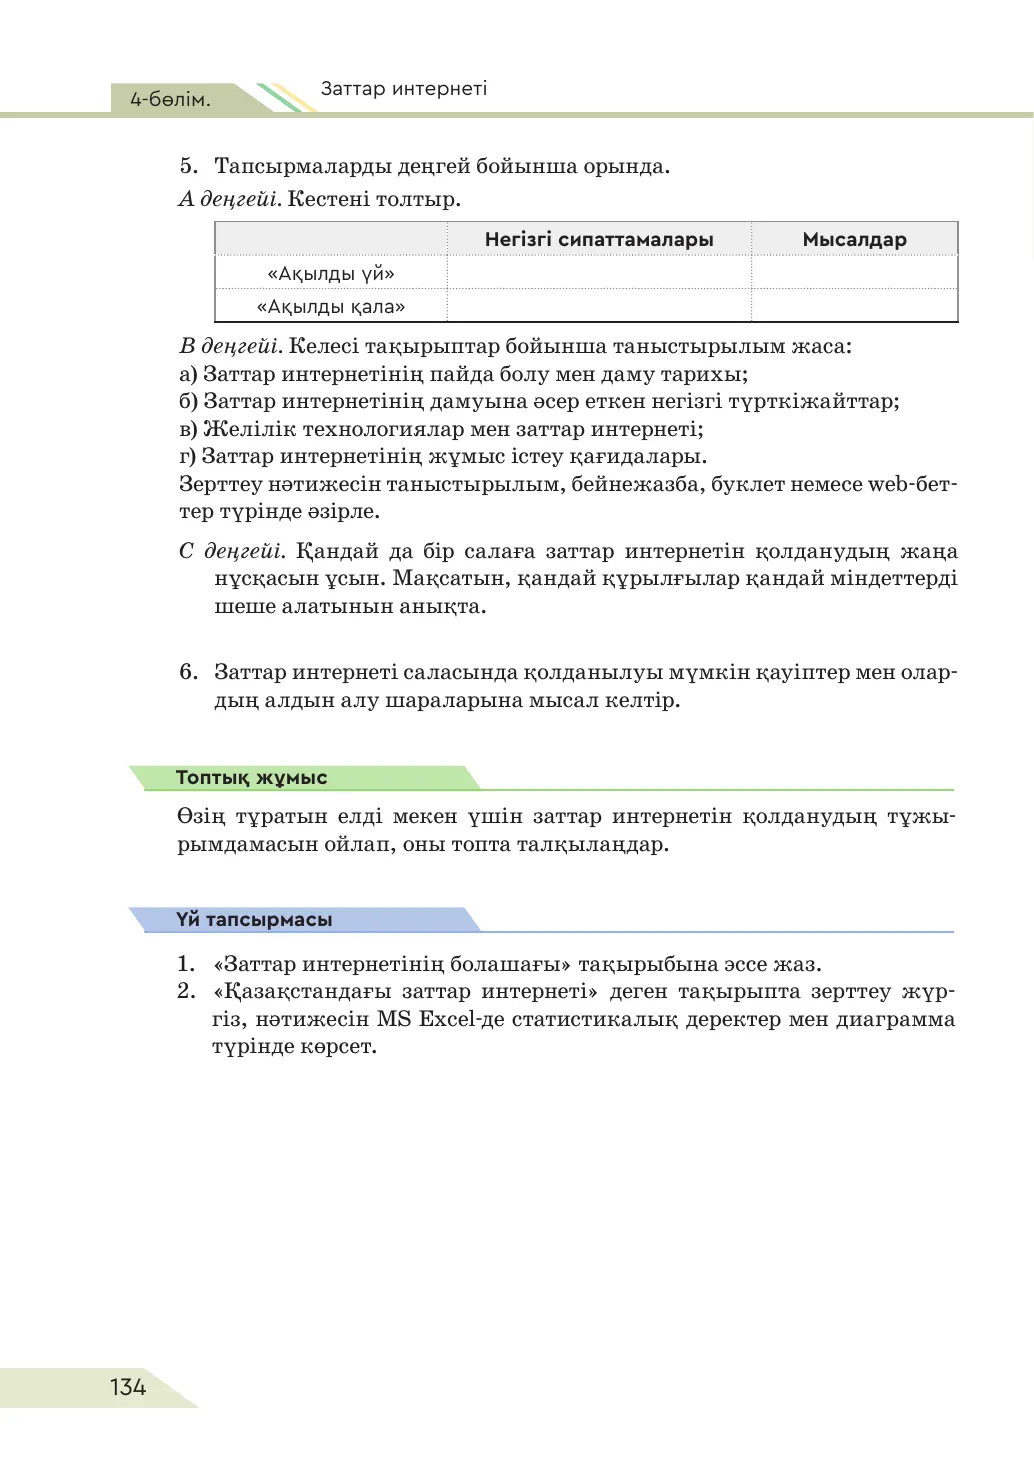 4-бөлім.
Заттар интернеті
5. Тапсырмаларды деңгей бойынша орында.
А деңгейі. Кестені толтыр.
Негізгі сипаттамалары Мысалдар
«Ақылды үй»
«Ақылды қала»
В деңгейі. Келесі тақырыптар бойынша таныстырылым жаса:
а) Заттар интернетінің пайда болу мен даму тарихы;
б) Заттар интернетінің дамуына әсер еткен негізгі түрткіжайттар;
в) Желілік технологиялар мен заттар интернеті;
г) Заттар интернетінің жұмыс істеу қағидалары.
Зерттеу нәтижесін таныстырылым, бейнежазба, буклет немесе web-бет-
тер түрінде әзірле.
С деңгейі. Қандай да бір салаға заттар интернетін қолданудың жаңа
нұсқасын ұсын. Мақсатын, қандай құрылғылар қандай міндеттерді
шеше алатынын анықта.
6. Заттар интернеті саласында қолданылуы мүмкін қауіптер мен олар-
дың алдын алу шараларына мысал келтір.
Топтық жұмыс
Өзің тұратын елді мекен үшін заттар интернетін қолданудың тұжы-
рымдамасын ойлап, оны топта талқылаңдар.
Үй тапсырмасы
1. «Заттар интернетінің болашағы» тақырыбына эссе жаз.
2. «Қазақстандағы заттар интернеті» деген тақырыпта зерттеу жүр-
гіз, нәтижесін MS Excel-де статистикалық деректер мен диаграмма
түрінде көрсет.
134